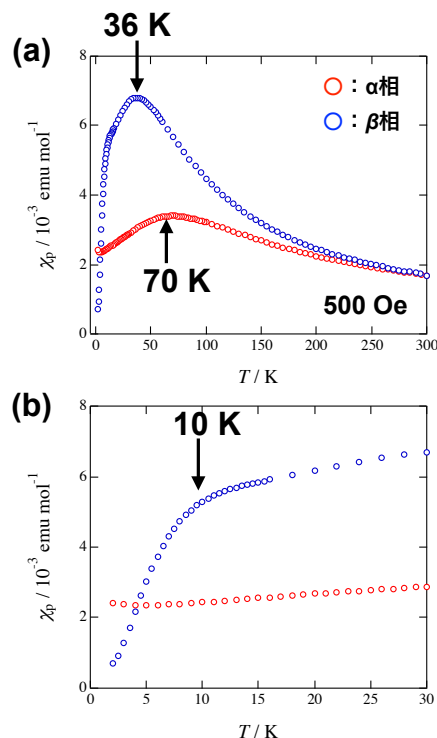 36 K
(a)
8
6
4
2
0
χp / 10⁻³ emu mol⁻¹
○ : α相
○ : β相
70 K
500 Oe
0 50 100 150 200 250 300
T / K
(b)
10 K
8
6
4
2
0
χp / 10⁻³ emu mol⁻¹
0 5 10 15 20 25 30
T / K